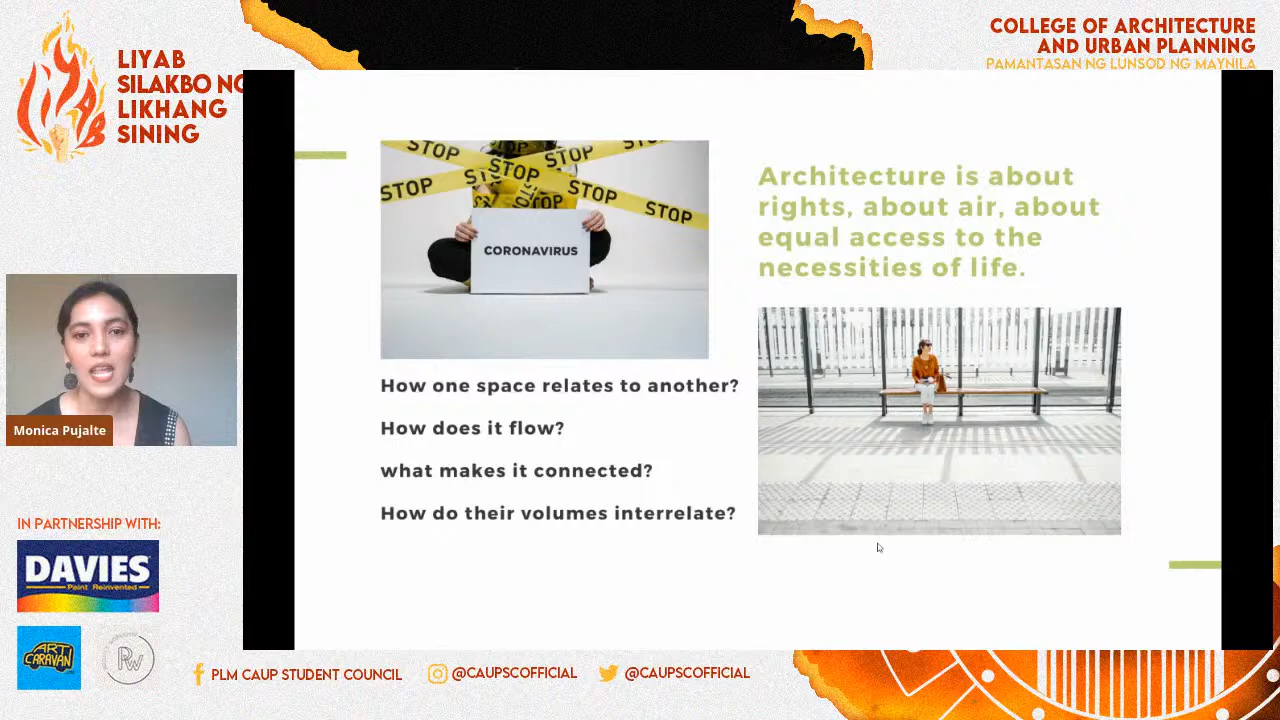 LIYAB
SILAKBO NG
LIKHANG
SINING
COLLEGE OF ARCHITECTURE
AND URBAN PLANNING
PAMANTASAN NG LUNSOD NG MAYNILA
STOP
STOP
STOP
STOP
STOP
STOP
CORONAVIRUS
Architecture is about
rights, about air, about
equal access to the
necessities of life.
How one space relates to another?
How does it flow?
what makes it connected?
How do their volumes interrelate?
Monica Pujalte
IN PARTNERSHIP WITH:
DAVIES
Paint Reinvented
ART
CARAVAN
PW
PLM CAUP STUDENT COUNCIL
@CAUPSCOFFICIAL
@CAUPSCOFFICIAL